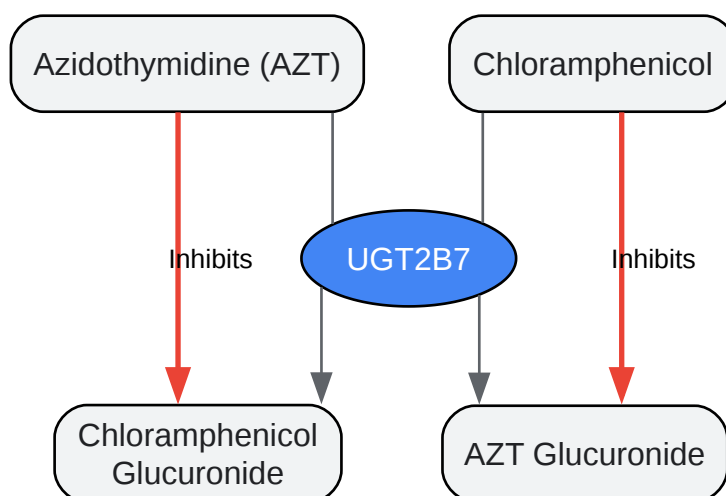 Azidothymidine (AZT)
Chloramphenicol
Inhibits
UGT2B7
Inhibits
Chloramphenicol
Glucuronide
AZT Glucuronide